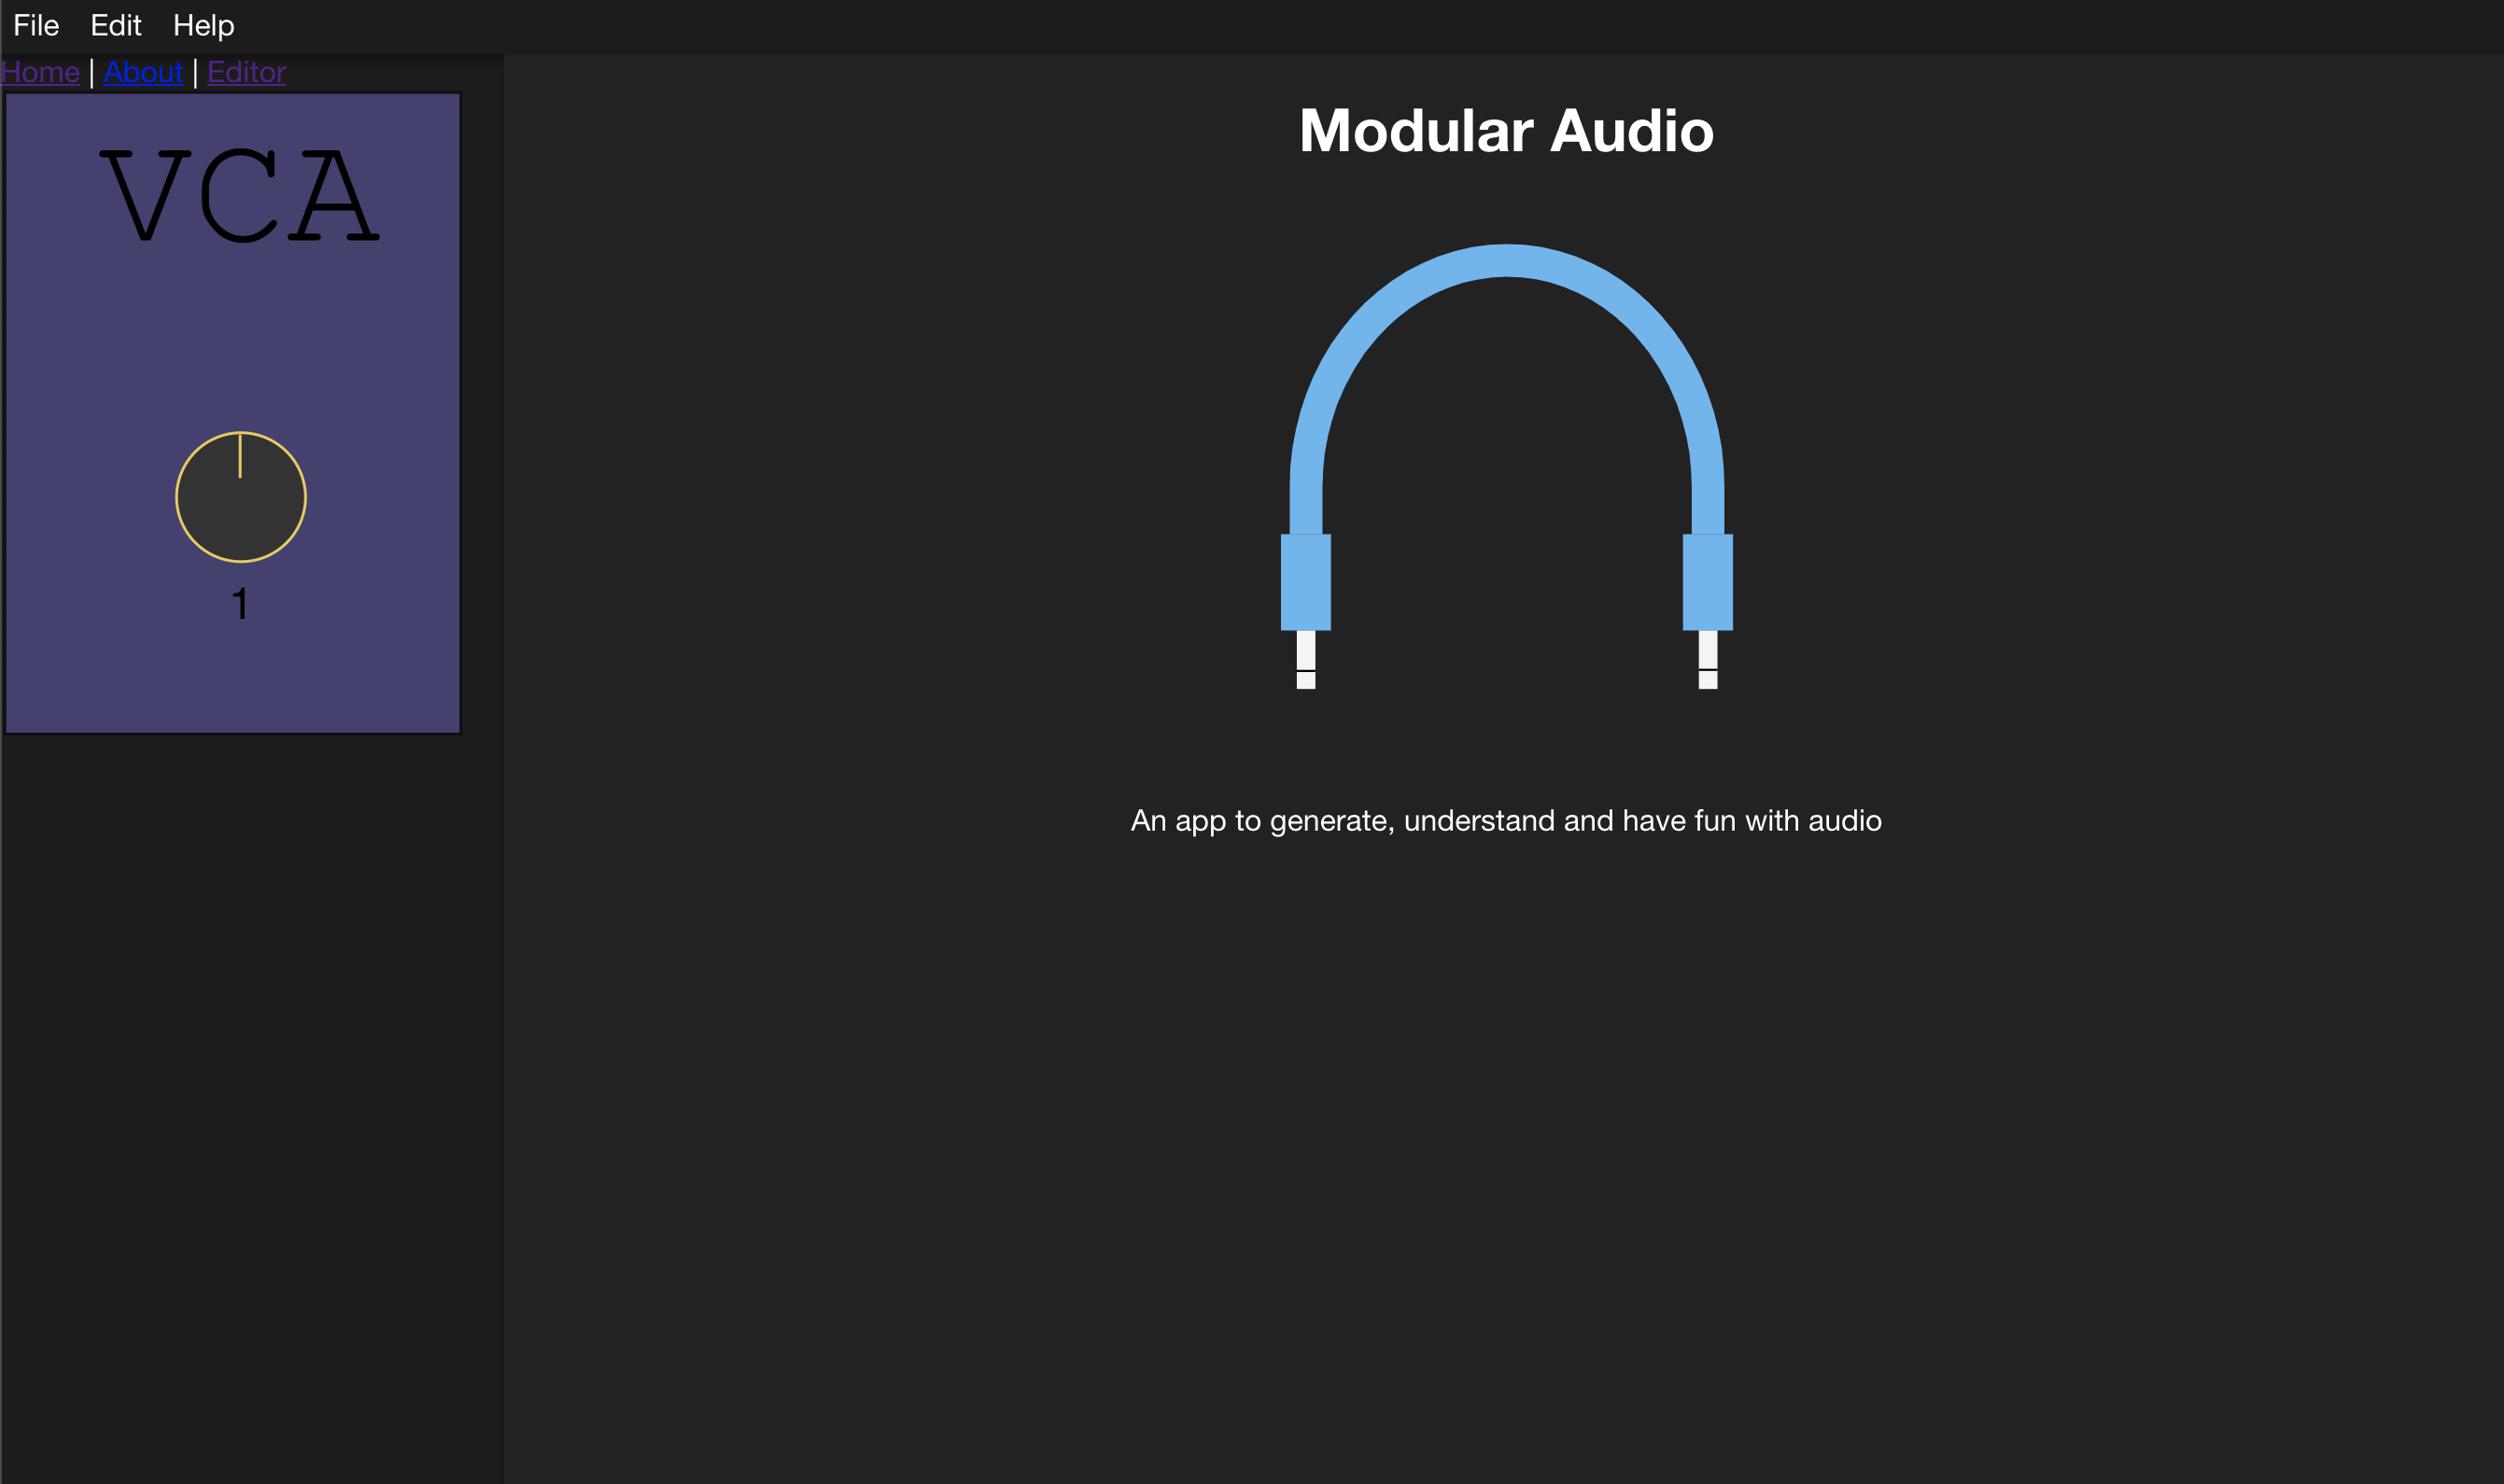 File Edit Help
Home | About | Editor
VCA
1
Modular Audio
An app to generate, understand and have fun with audio